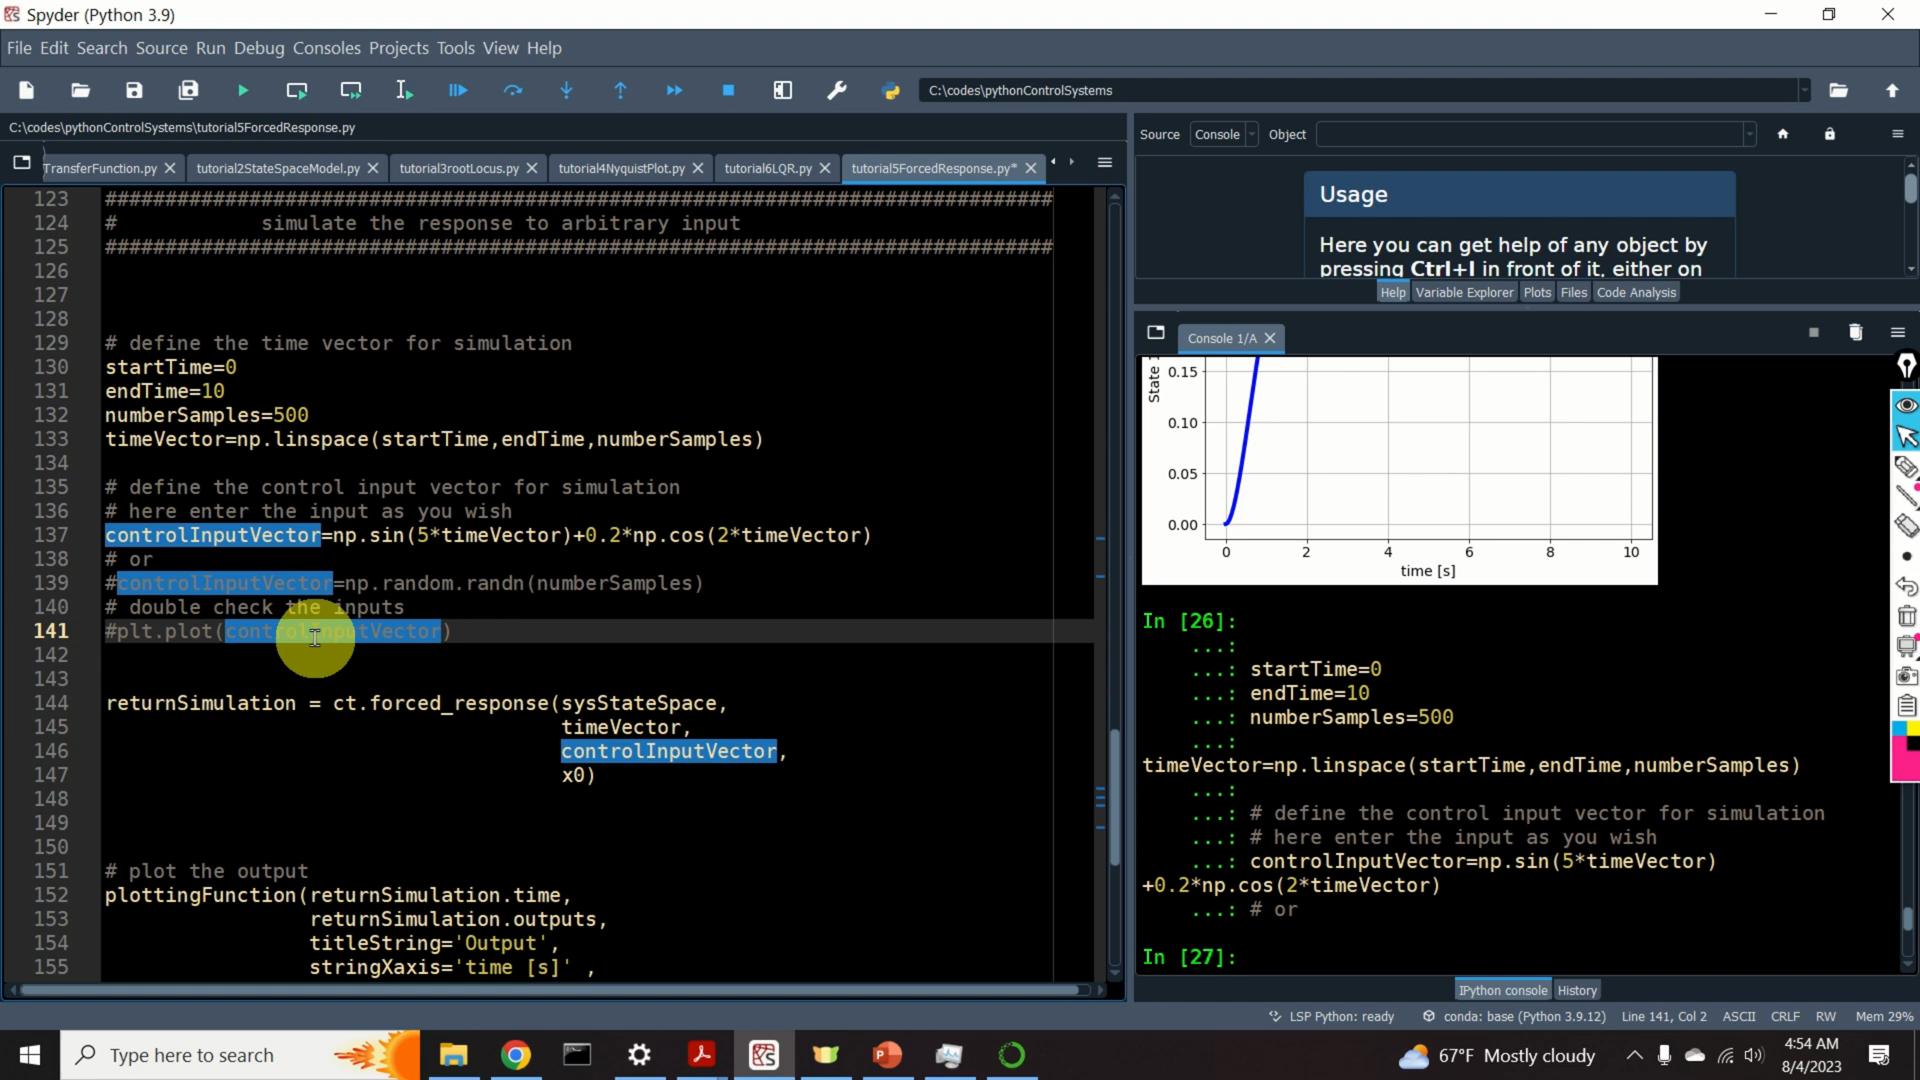 Spyder (Python 3.9)
File Edit Search Source Run Debug Consoles Projects Tools View Help
C:\codes\pythonControlSystems
C:\codes\pythonControlSystems\tutorial5ForcedResponse.py
TransferFunction.py
tutorial2StateSpaceModel.py
tutorial3rootLocus.py
tutorial4NyquistPlot.py
tutorial6LQR.py
tutorial5ForcedResponse.py*
123 ###############################################################################
124 #            simulate the response to arbitrary input
125 ###############################################################################
126
127
128
129 # define the time vector for simulation
130 startTime=0
131 endTime=10
132 numberSamples=500
133 timeVector=np.linspace(startTime,endTime,numberSamples)
134
135 # define the control input vector for simulation
136 # here enter the input as you wish
137 controlInputVector=np.sin(5*timeVector)+0.2*np.cos(2*timeVector)
138 # or
139 #controlInputVector=np.random.randn(numberSamples)
140 # double check the inputs
141 #plt.plot(controlInputVector)
142
143
144 returnSimulation = ct.forced_response(sysStateSpace,
145                                       timeVector,
146                                       controlInputVector,
147                                       x0)
148
149
150
151 # plot the output
152 plottingFunction(returnSimulation.time,
153                  returnSimulation.outputs,
154                  titleString='Output',
155                  stringXaxis='time [s]' ,
Source Console Object
Usage
Here you can get help of any object by
pressing Ctrl+I in front of it, either on
Help Variable Explorer Plots Files Code Analysis
Console 1/A
State
0.15
0.10
0.05
0.00
0 2 4 6 8 10
time [s]
In [26]:
...:
...: startTime=0
...: endTime=10
...: numberSamples=500
...:
timeVector=np.linspace(startTime,endTime,numberSamples)
...:
...: # define the control input vector for simulation
...: # here enter the input as you wish
...: controlInputVector=np.sin(5*timeVector)
+0.2*np.cos(2*timeVector)
...: # or
In [27]:
IPython console History
LSP Python: ready conda: base (Python 3.9.12) Line 141, Col 2 ASCII CRLF RW Mem 29%
Type here to search
67°F Mostly cloudy
4:54 AM
8/4/2023